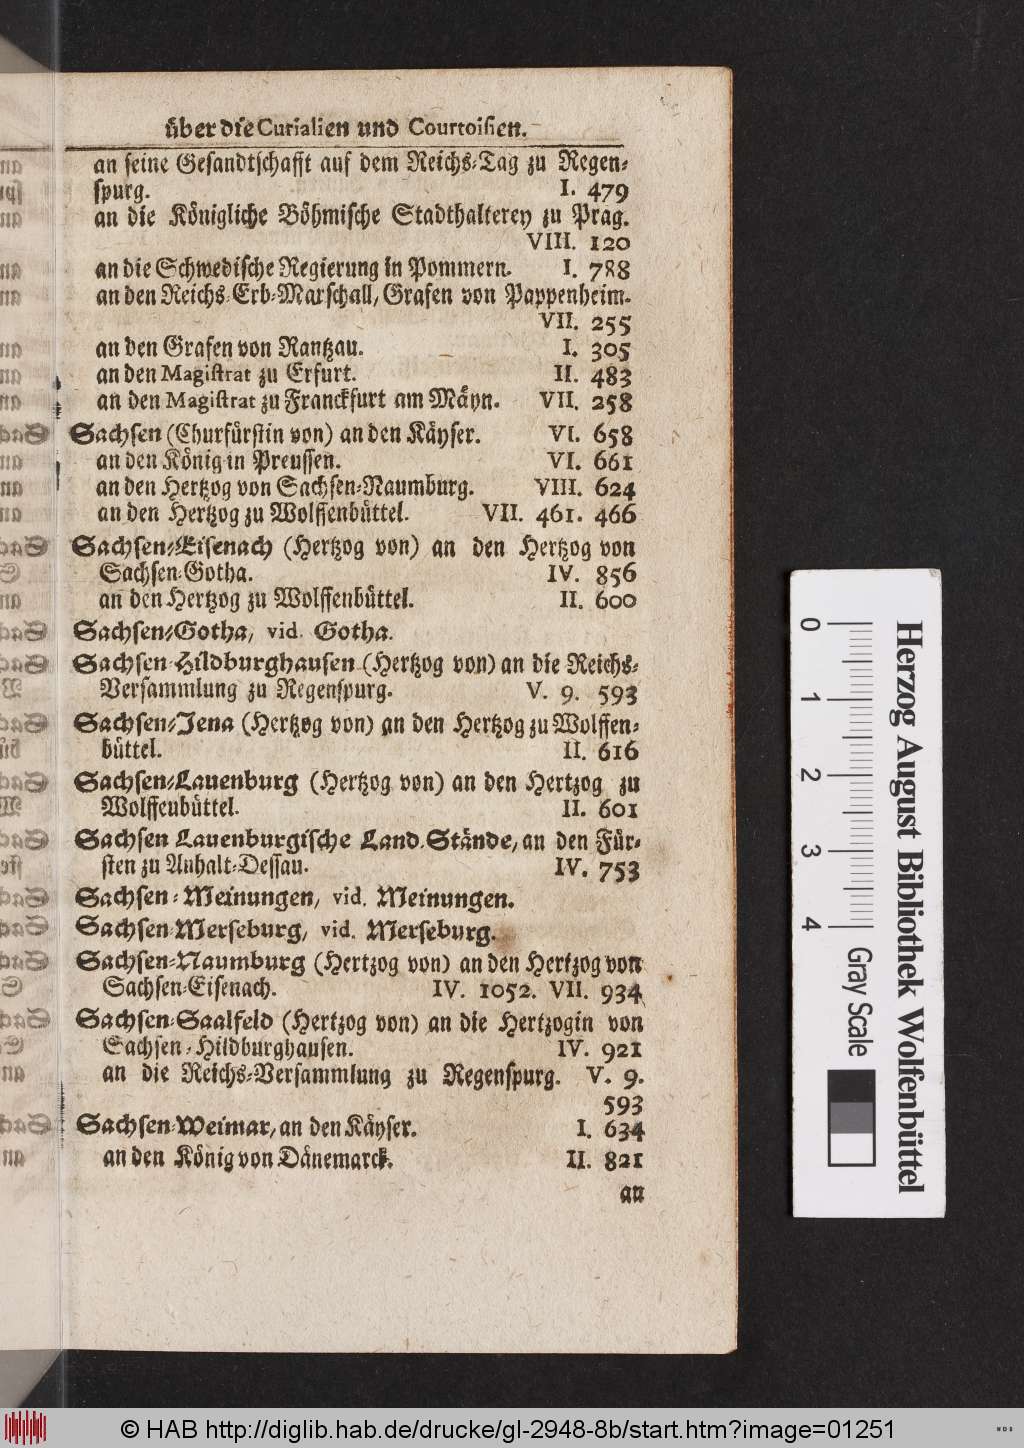 über die Curialien und Courtoisien.
an seine Gesandtschafft auf dem Reichs-Tag zu Regen-
spurg. I. 479
an die Königliche Böhmische Stadthalterey zu Prag.
VIII. 120
an die Schwedische Regierung in Pommern. I. 788
an den Reichs-Erb-Marschall, Grafen von Pappenheim.
VII. 255
an den Grafen von Rantzau. I. 305
an den Magistrat zu Erfurt. II. 483
an den Magistrat zu Franckfurt am Mäyn. VII. 258
Sachsen (Churfürstin von) an den Käyser. VI. 658
an den König in Preussen. VI. 661
an den Hertzog von Sachsen-Naumburg. VIII. 624
an den Hertzog zu Wolffenbüttel. VII. 461. 466
Sachsen-Eisenach (Hertzog von) an den Hertzog von
Sachsen-Gotha. IV. 856
an den Hertzog zu Wolffenbüttel. II. 600
Sachsen-Gotha, vid. Gotha.
Sachsen-Hildburghausen (Hertzog von) an die Reichs-
Versammlung zu Regenspurg. V. 9. 593
Sachsen-Jena (Hertzog von) an den Hertzog zu Wolffen-
büttel. II. 616
Sachsen-Lauenburg (Hertzog von) an den Hertzog zu
Wolffeubüttel. II. 601
Sachsen Lauenburgische Land-Stände, an den Für-
sten zu Anhalt-Dessau. IV. 753
Sachsen-Meinungen, vid. Meinungen.
Sachsen-Merseburg, vid. Merseburg.
Sachsen-Naumburg (Hertzog von) an den Hertzog von
Sachsen-Eisenach. IV. 1052. VII. 934
Sachsen-Saalfeld (Hertzog von) an die Hertzogin von
Sachsen-Hildburghausen. IV. 921
an die Reichs-Versammlung zu Regenspurg. V. 9.
593
Sachsen-Weimar, an den Käyser. I. 634
an den König von Dänemarck. II. 821
an
0 1 2 3 4
Gray Scale
Herzog August Bibliothek Wolfenbüttel
© HAB http://diglib.hab.de/drucke/gl-2948-8b/start.htm?image=01251